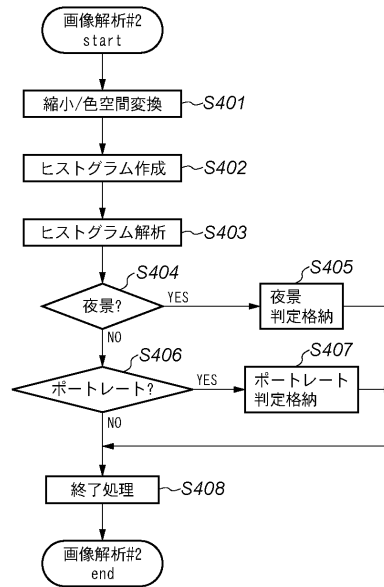 画像解析#2
start
縮小/色空間変換
S401
ヒストグラム作成
S402
ヒストグラム解析
S403
夜景?
S404
YES
夜景
判定格納
S405
NO
ポートレート?
S406
YES
ポートレート
判定格納
S407
NO
終了処理
S408
画像解析#2
end